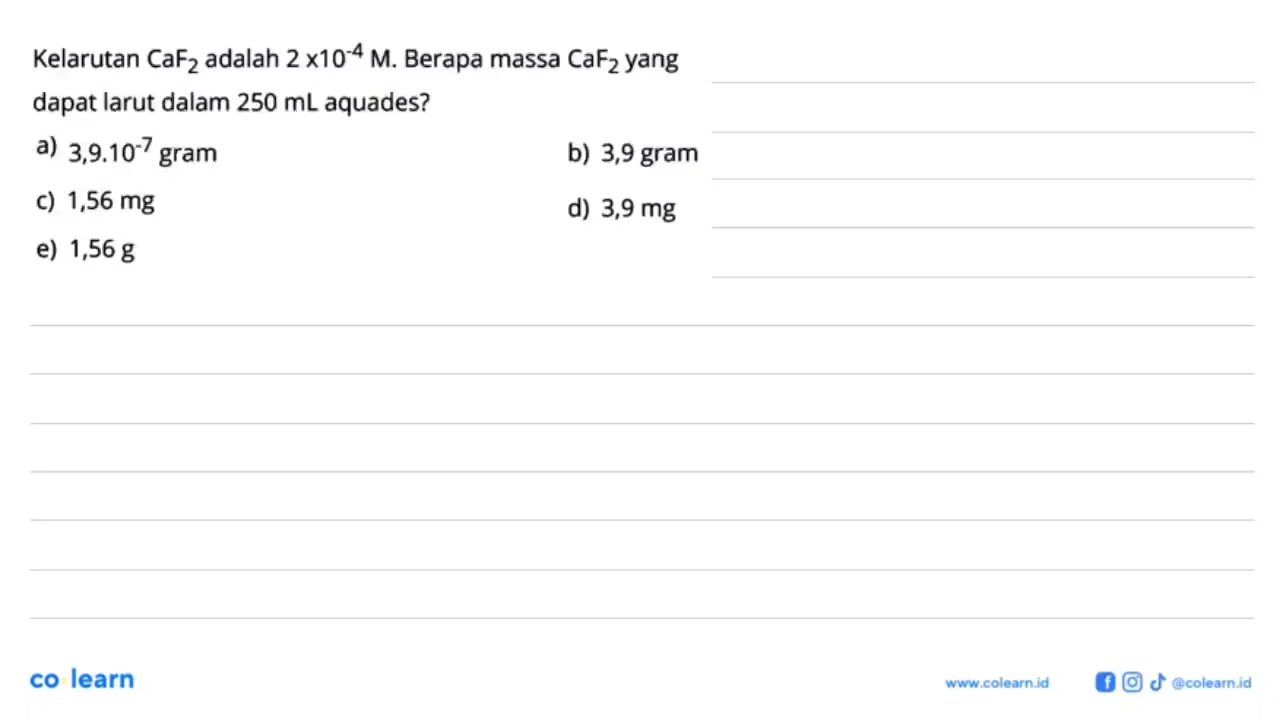 Kelarutan CaF₂ adalah 2 x10⁻⁴ M. Berapa massa CaF₂ yang
dapat larut dalam 250 mL aquades?
a) 3,9.10⁻⁷ gram
b) 3,9 gram
c) 1,56 mg
d) 3,9 mg
e) 1,56 g
co learn
www.colearn.id
@colearn.id